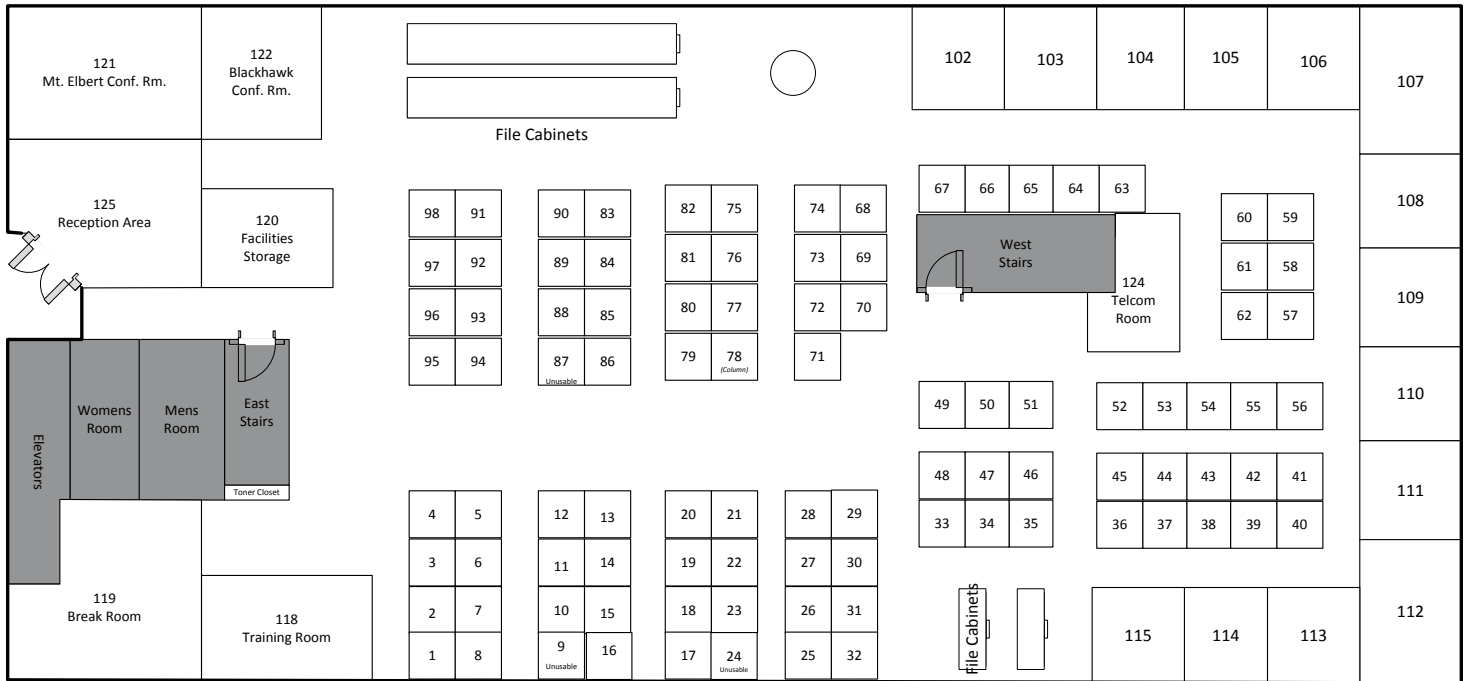 121
Mt. Elbert Conf. Rm.
122
Blackhawk
Conf. Rm.
File Cabinets
102
103
104
105
106
107
125
Reception Area
120
Facilities
Storage
98 91
97 92
96 93
95 94
90 83
89 84
88 85
87 86
Unusable
82 75
81 76
80 77
79 78
(Column)
74 68
73 69
72 70
71
67 66 65 64 63
West
Stairs
124
Telcom
Room
60 59
61 58
62 57
108
109
110
111
112
Elevators
Womens
Room
Mens
Room
East
Stairs
Toner Closet
49 50 51
52 53 54 55 56
48 47 46
45 44 43 42 41
33 34 35
36 37 38 39 40
4 5
3 6
2 7
1 8
12 13
11 14
10 15
9 16
Unusable
20 21
19 22
18 23
17 24
Unusable
28 29
27 30
26 31
25 32
119
Break Room
118
Training Room
File Cabinets
115
114
113